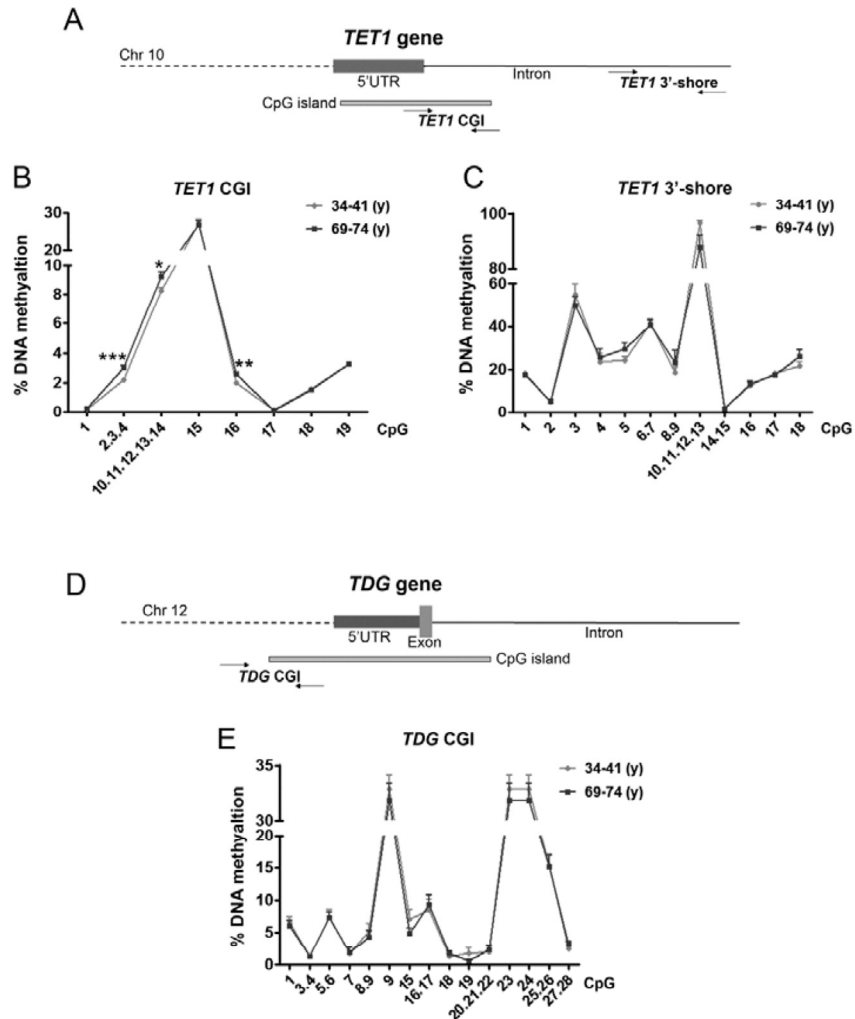 A
TET1 gene
Chr 10
5'UTR
Intron
TET1 3'-shore
CpG island
TET1 CGI
B
TET1 CGI
34-41 (y)
69-74 (y)
% DNA methyaltion
30
20
10
8
6
4
2
0
***
*
**
1
2.3.4
10.11.12.13.14
15
16
17
18
19
CpG
C
TET1 3'-shore
34-41 (y)
69-74 (y)
% DNA methyaltion
100
80
60
40
20
0
1
2
3
4
5
6.7
8.9
10.11.12.13
14.15
16
17
18
CpG
D
TDG gene
Chr 12
5'UTR
Exon
Intron
CpG island
TDG CGI
E
TDG CGI
34-41 (y)
69-74 (y)
% DNA methyaltion
35
30
20
15
10
5
0
1
3.4
5.6
7
8.9
9
15
16.17
18
19
20.21.22
23
24
25.26
27.28
CpG